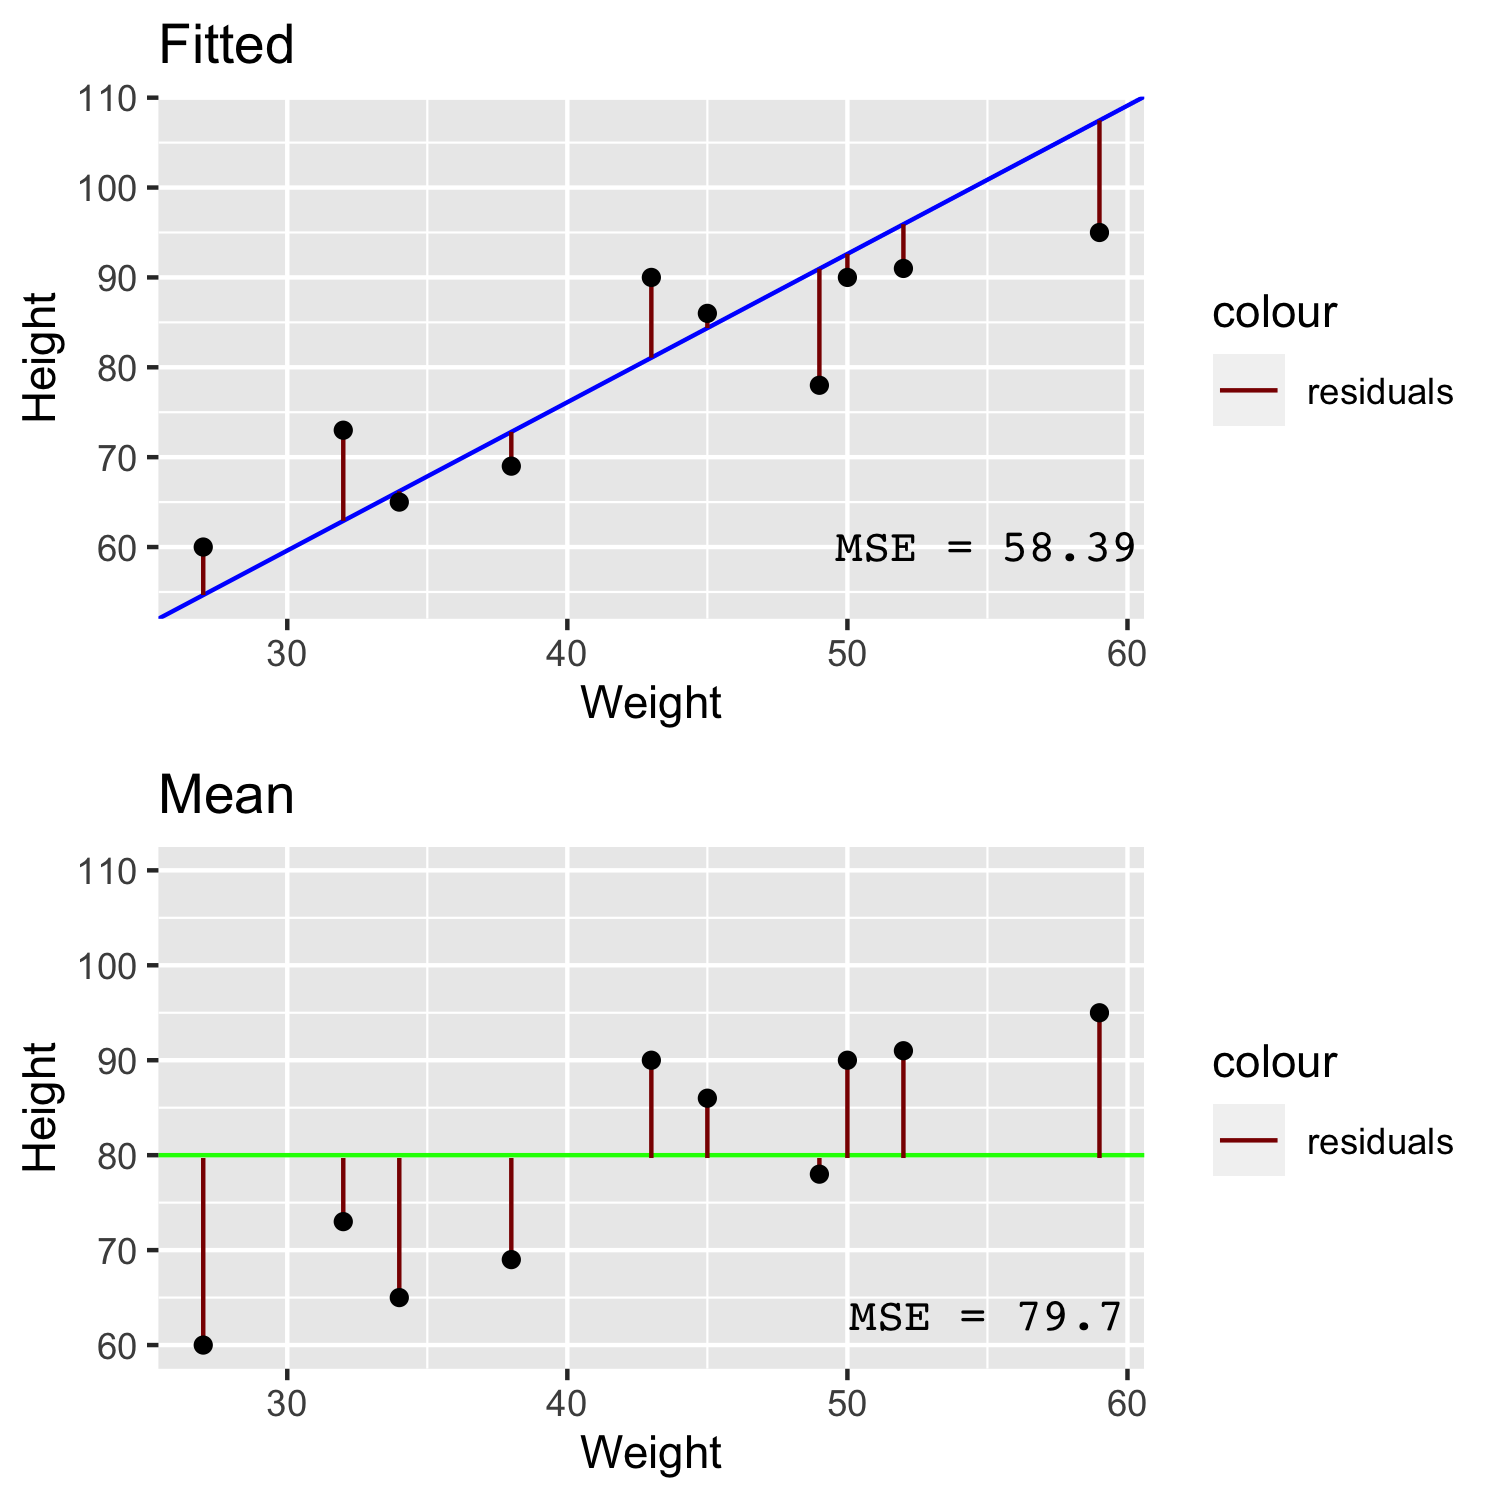 Fitted
110
100
90
80
70
60
Height
MSE = 58.39
30 40 50 60
Weight
colour
residuals
Mean
110
100
90
80
70
60
Height
MSE = 79.7
30 40 50 60
Weight
colour
residuals